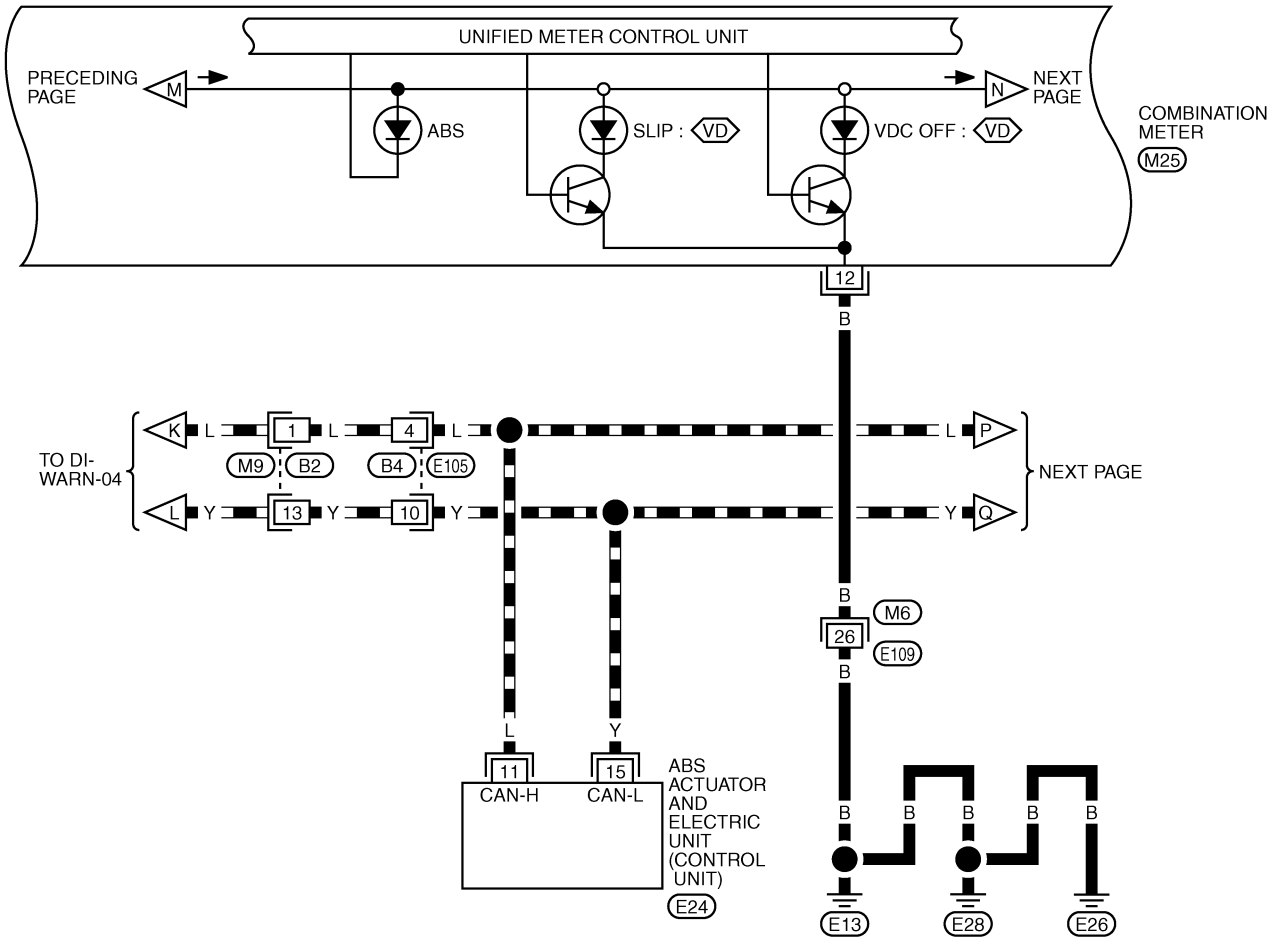 UNIFIED METER CONTROL UNIT
PRECEDING
PAGE
M
N
NEXT
PAGE
ABS
SLIP : VD
VDC OFF : VD
COMBINATION
METER
M25
12
B
TO DI-
WARN-04
K L 1 L 4 L L P
M9 B2 B4 E105
L Y 13 Y 10 Y Y Q
NEXT PAGE
B
M6
26
E109
B
L Y
11 15
CAN-H CAN-L
ABS
ACTUATOR
AND
ELECTRIC
UNIT
(CONTROL
UNIT)
E24
B B B B B
E13 E28 E26